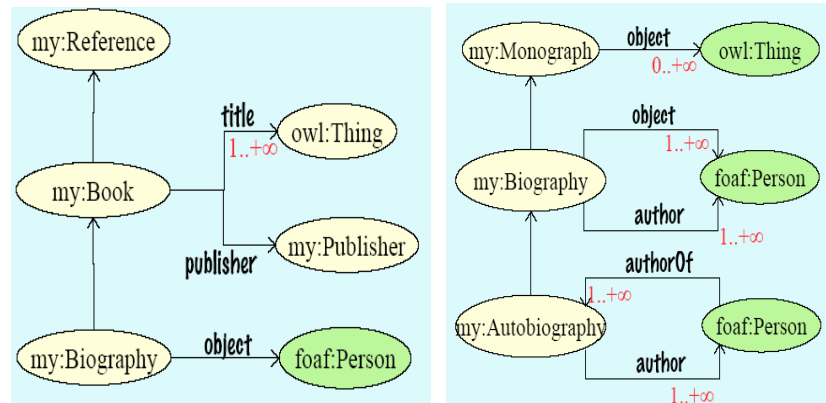 my:Reference
title
1..+∞
owl:Thing
my:Book
publisher
my:Publisher
my:Biography
object
foaf:Person
my:Monograph
object
0..+∞
owl:Thing
object
1..+∞
my:Biography
foaf:Person
author
1..+∞
authorOf
1..+∞
my:Autobiography
foaf:Person
author
1..+∞